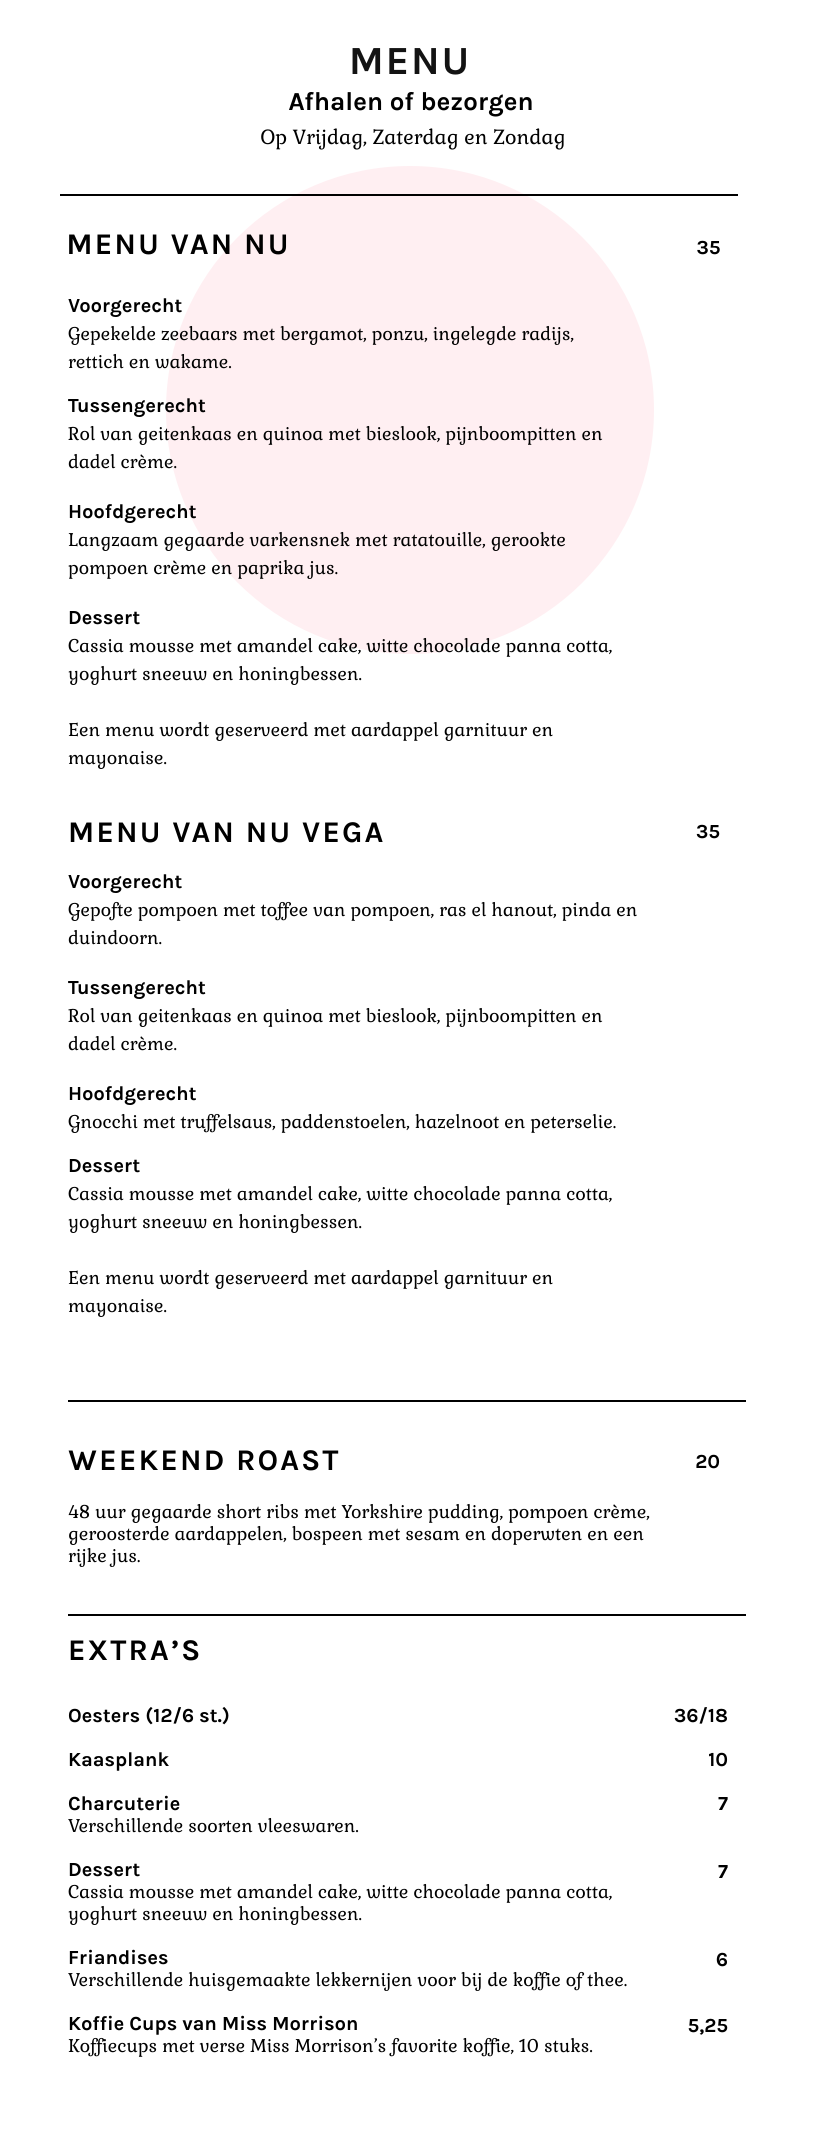 MENU
Afhalen of bezorgen
Op Vrijdag, Zaterdag en Zondag
MENU VAN NU 35
Voorgerecht
Gepekelde zeebaars met bergamot, ponzu, ingelegde radijs,
rettich en wakame.
Tussengerecht
Rol van geitenkaas en quinoa met bieslook, pijnboompitten en
dadel crème.
Hoofdgerecht
Langzaam gegaarde varkensnek met ratatouille, gerookte
pompoen crème en paprika jus.
Dessert
Cassia mousse met amandel cake, witte chocolade panna cotta,
yoghurt sneeuw en honingbessen.
Een menu wordt geserveerd met aardappel garnituur en
mayonaise.
MENU VAN NU VEGA 35
Voorgerecht
Gepofte pompoen met toffee van pompoen, ras el hanout, pinda en
duindoorn.
Tussengerecht
Rol van geitenkaas en quinoa met bieslook, pijnboompitten en
dadel crème.
Hoofdgerecht
Gnocchi met truffelsaus, paddenstoelen, hazelnoot en peterselie.
Dessert
Cassia mousse met amandel cake, witte chocolade panna cotta,
yoghurt sneeuw en honingbessen.
Een menu wordt geserveerd met aardappel garnituur en
mayonaise.
WEEKEND ROAST 20
48 uur gegaarde short ribs met Yorkshire pudding, pompoen crème,
geroosterde aardappelen, bospeen met sesam en doperwten en een
rijke jus.
EXTRA’S
Oesters (12/6 st.) 36/18
Kaasplank 10
Charcuterie 7
Verschillende soorten vleeswaren.
Dessert 7
Cassia mousse met amandel cake, witte chocolade panna cotta,
yoghurt sneeuw en honingbessen.
Friandises 6
Verschillende huisgemaakte lekkernijen voor bij de koffie of thee.
Koffie Cups van Miss Morrison 5,25
Koffiecups met verse Miss Morrison’s favorite koffie, 10 stuks.